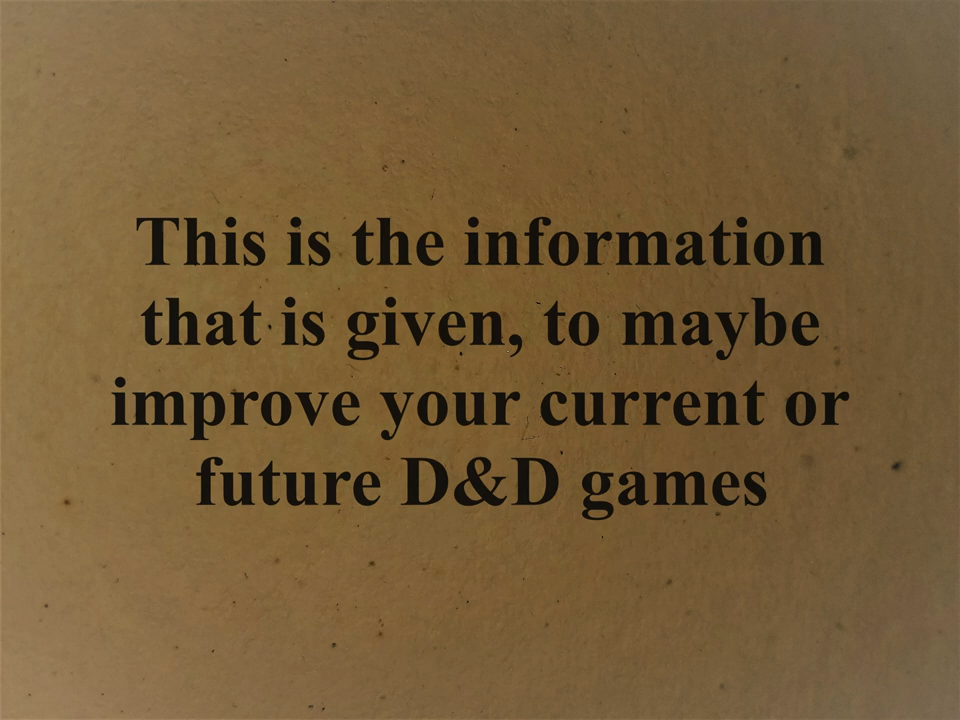 This is the information
that is given, to maybe
improve your current or
future D&D games